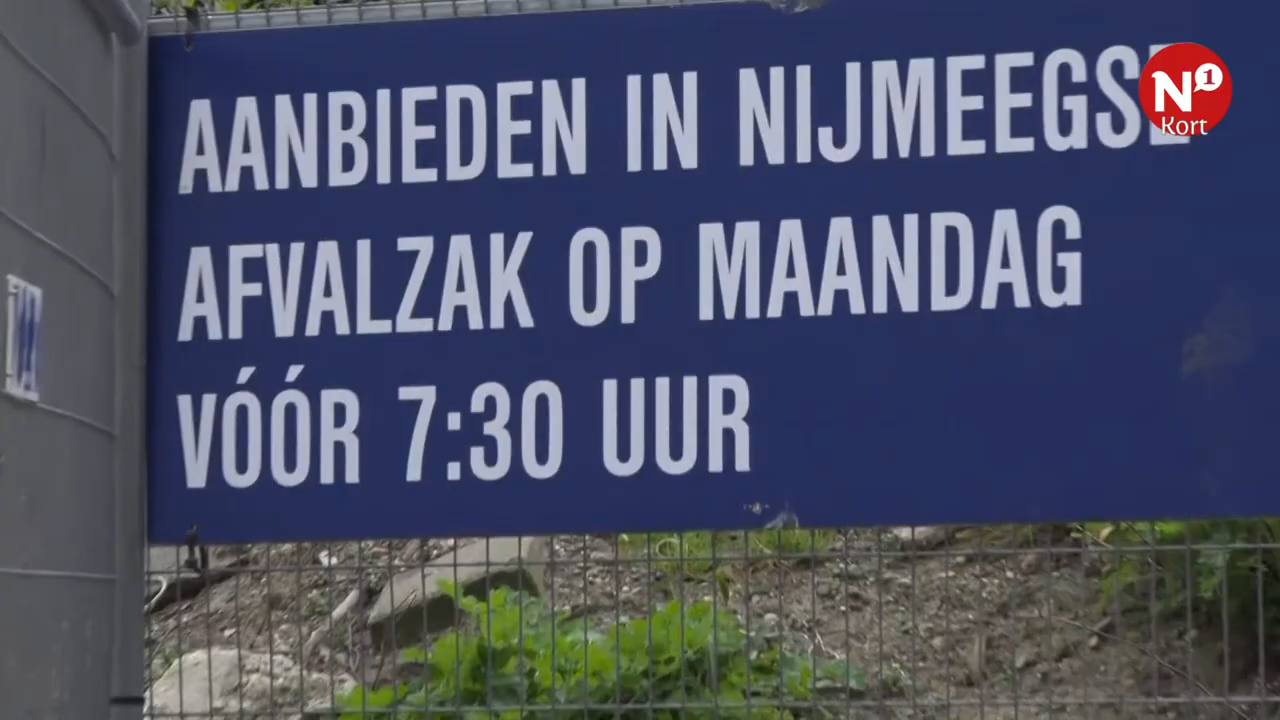 AANBIEDEN IN NIJMEEGSE
AFVALZAK OP MAANDAG
VÓÓR 7:30 UUR
N1
Kort